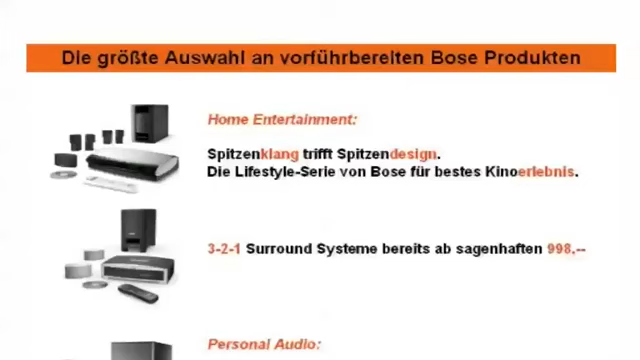 Die größte Auswahl an vorführbereiten Bose Produkten
Home Entertainment:
Spitzenklang trifft Spitzendesign.
Die Lifestyle-Serie von Bose für bestes Kinoerlebnis.
3-2-1 Surround Systeme bereits ab sagenhaften 998,--
Personal Audio: